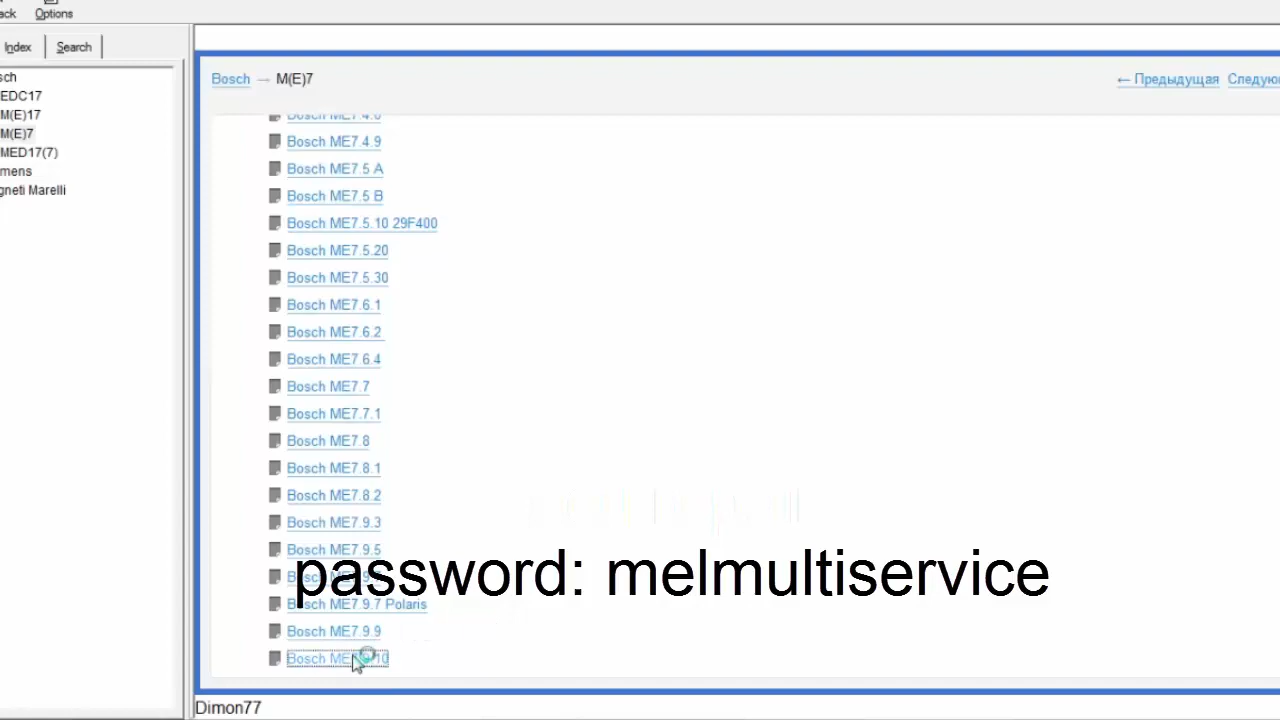 ack Options
Index Search
sch
EDC17
M(E)17
M(E)7
MED17(7)
mens
gneti Marelli
Bosch → M(E)7
← Предыдущая Следую
Bosch ME7.4.9
Bosch ME7.5 A
Bosch ME7.5 B
Bosch ME7.5.10 29F400
Bosch ME7.5.20
Bosch ME7.5.30
Bosch ME7.6.1
Bosch ME7.6.2
Bosch ME7.6.4
Bosch ME7.7
Bosch ME7.7.1
Bosch ME7.8
Bosch ME7.8.1
Bosch ME7.8.2
Bosch ME7.9.3
Bosch ME7.9.5
password: melmultiservice
Bosch ME7.9.7 Polaris
Bosch ME7.9.9
Bosch
Dimon77